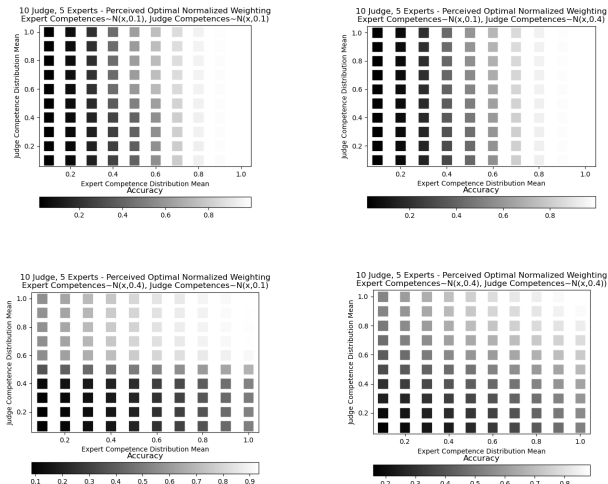 10 Judge, 5 Experts - Perceived Optimal Normalized Weighting
Expert Competences~N(x,0.1), Judge Competences~N(x,0.1)
1.0
0.8
0.6
0.4
0.2
Judge Competence Distribution Mean
0.2 0.4 0.6 0.8 1.0
Expert Competence Distribution Mean
Accuracy
0.2 0.4 0.6 0.8
10 Judge, 5 Experts - Perceived Optimal Normalized Weighting
Expert Competences~N(x,0.1), Judge Competences~N(x,0.4)
1.0
0.8
0.6
0.4
0.2
Judge Competence Distribution Mean
0.2 0.4 0.6 0.8 1.0
Expert Competence Distribution Mean
Accuracy
0.2 0.4 0.6 0.8
10 Judge, 5 Experts - Perceived Optimal Normalized Weighting
Expert Competences~N(x,0.4), Judge Competences~N(x,0.1)
1.0
0.8
0.6
0.4
0.2
Judge Competence Distribution Mean
0.2 0.4 0.6 0.8 1.0
Expert Competence Distribution Mean
Accuracy
0.1 0.2 0.3 0.4 0.5 0.6 0.7 0.8 0.9
10 Judge, 5 Experts - Perceived Optimal Normalized Weighting
Expert Competences~N(x,0.4), Judge Competences~N(x,0.4))
1.0
0.8
0.6
0.4
0.2
Judge Competence Distribution Mean
0.2 0.4 0.6 0.8 1.0
Expert Competence Distribution Mean
Accuracy
0.2 0.3 0.4 0.5 0.6 0.7 0.8